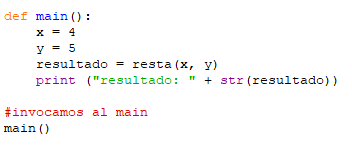 def main():
    x = 4
    y = 5
    resultado = resta(x, y)
    print ("resultado: " + str(resultado))
#invocamos al main
main()